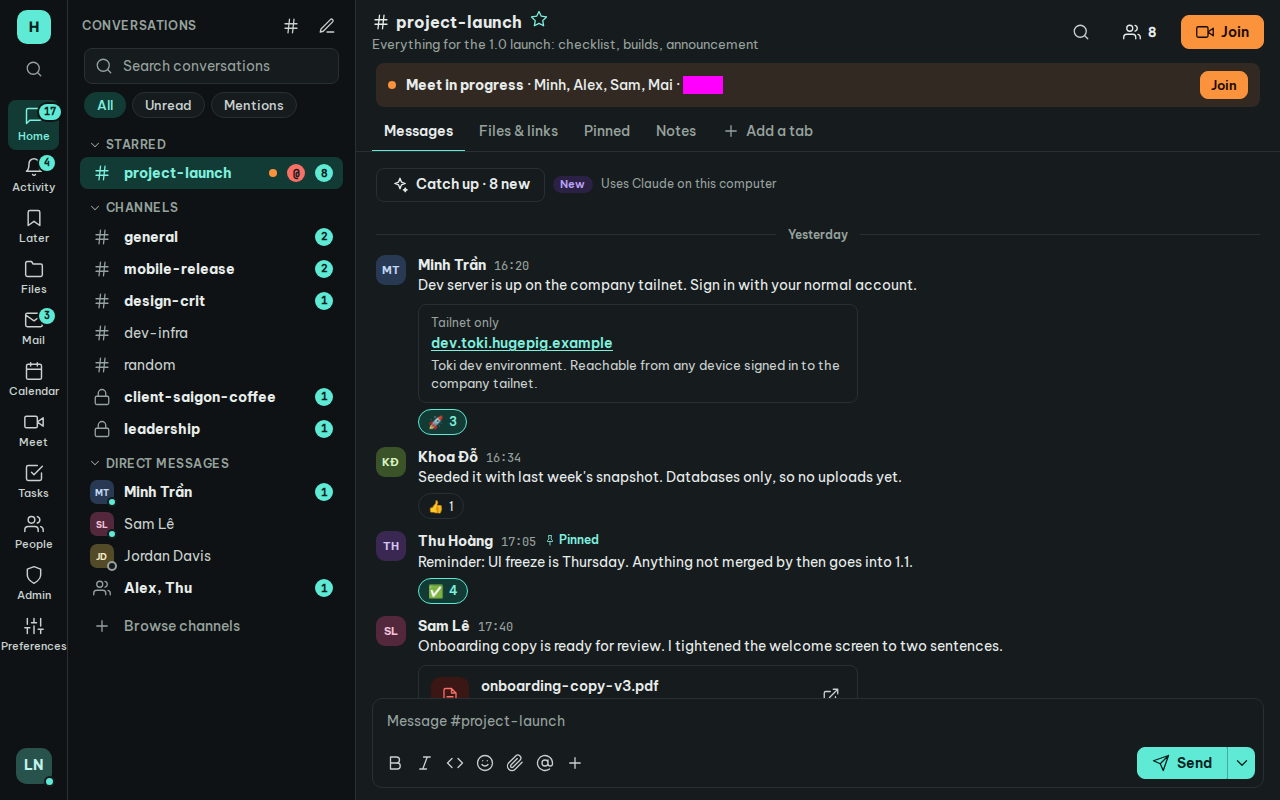 H
CONVERSATIONS
Search conversations
All
Unread
Mentions
17
Home
4
Activity
Later
Files
3
Mail
Calendar
Meet
Tasks
People
Admin
Preferences
LN
STARRED
project-launch @ 8
CHANNELS
general 2
mobile-release 2
design-crit 1
dev-infra
random
client-saigon-coffee 1
leadership 1
DIRECT MESSAGES
MT Minh Trần 1
SL Sam Lê
JD Jordan Davis
Alex, Thu 1
Browse channels
# project-launch
Everything for the 1.0 launch: checklist, builds, announcement
8
Join
Meet in progress · Minh, Alex, Sam, Mai ·
Join
Messages Files & links Pinned Notes Add a tab
Catch up · 8 new New Uses Claude on this computer
Yesterday
MT Minh Trần 16:20
Dev server is up on the company tailnet. Sign in with your normal account.
Tailnet only
dev.toki.hugepig.example
Toki dev environment. Reachable from any device signed in to the
company tailnet.
🚀 3
KĐ Khoa Đỗ 16:34
Seeded it with last week's snapshot. Databases only, so no uploads yet.
👍 1
TH Thu Hoàng 17:05 Pinned
Reminder: UI freeze is Thursday. Anything not merged by then goes into 1.1.
✅ 4
SL Sam Lê 17:40
Onboarding copy is ready for review. I tightened the welcome screen to two sentences.
onboarding-copy-v3.pdf
Message #project-launch
Send